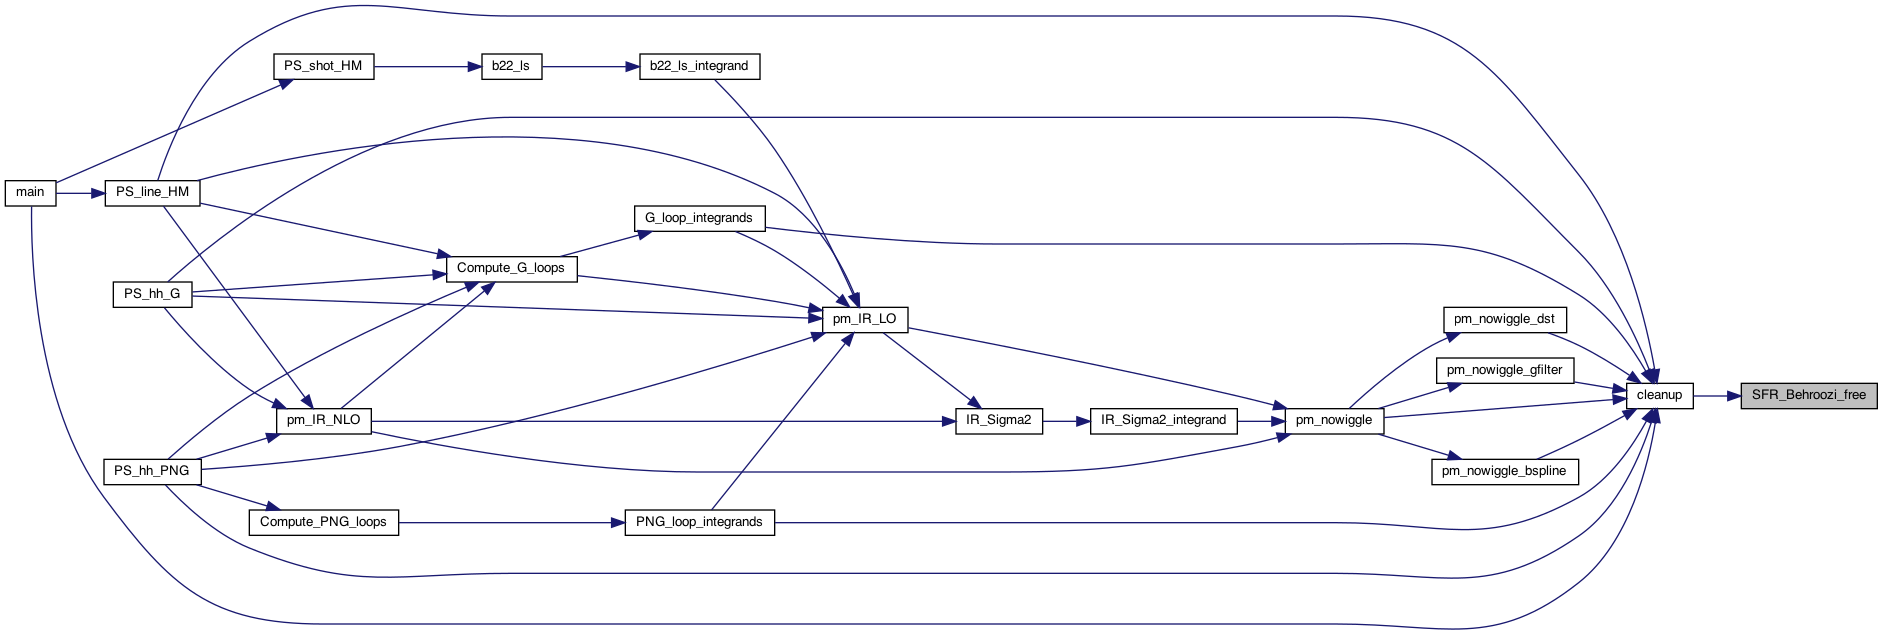 PS_shot_HM
b22_ls
b22_ls_integrand
main
PS_line_HM
G_loop_integrands
Compute_G_loops
PS_hh_G
pm_IR_LO
pm_nowiggle_dst
pm_nowiggle_gfilter
cleanup
SFR_Behroozi_free
pm_IR_NLO
IR_Sigma2
IR_Sigma2_integrand
pm_nowiggle
PS_hh_PNG
pm_nowiggle_bspline
Compute_PNG_loops
PNG_loop_integrands